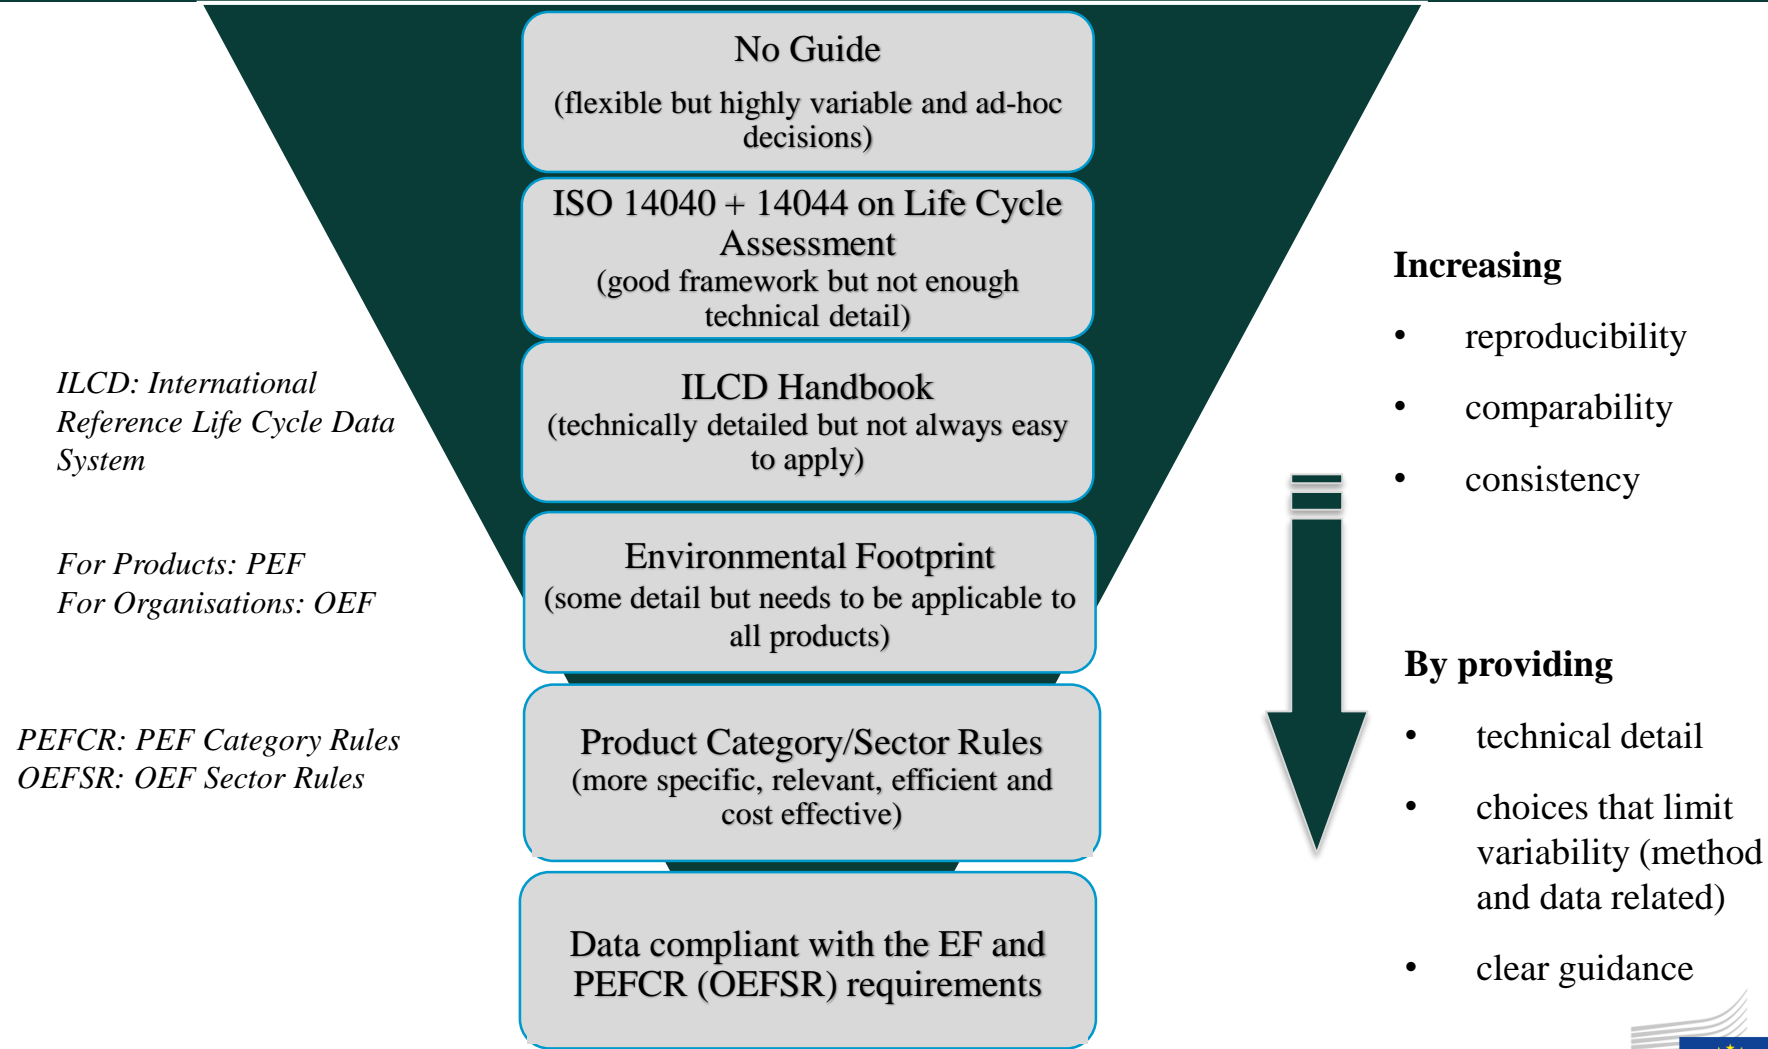 No Guide
(flexible but highly variable and ad-hoc
decisions)
ISO 14040 + 14044 on Life Cycle
Assessment
(good framework but not enough
technical detail)
ILCD Handbook
(technically detailed but not always easy
to apply)
Environmental Footprint
(some detail but needs to be applicable to
all products)
Product Category/Sector Rules
(more specific, relevant, efficient and
cost effective)
Data compliant with the EF and
PEFCR (OEFSR) requirements
ILCD: International
Reference Life Cycle Data
System
For Products: PEF
For Organisations: OEF
PEFCR: PEF Category Rules
OEFSR: OEF Sector Rules
Increasing
• reproducibility
• comparability
• consistency
By providing
• technical detail
• choices that limit
variability (method
and data related)
• clear guidance